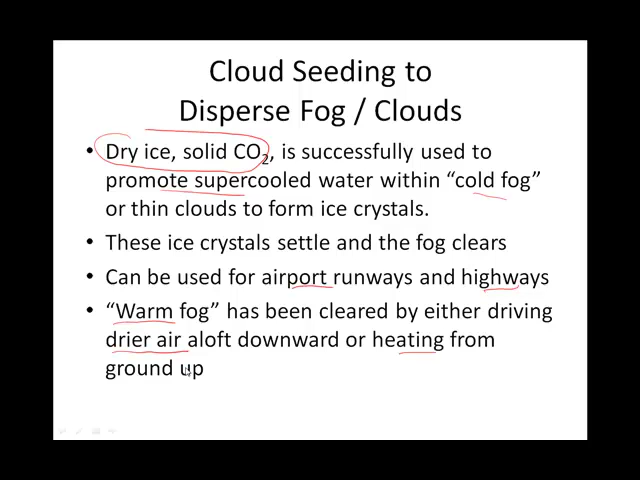 Cloud Seeding to
Disperse Fog / Clouds
• Dry ice, solid CO₂, is successfully used to
promote supercooled water within “cold fog”
or thin clouds to form ice crystals.
• These ice crystals settle and the fog clears
• Can be used for airport runways and highways
• “Warm fog” has been cleared by either driving
drier air aloft downward or heating from
ground up